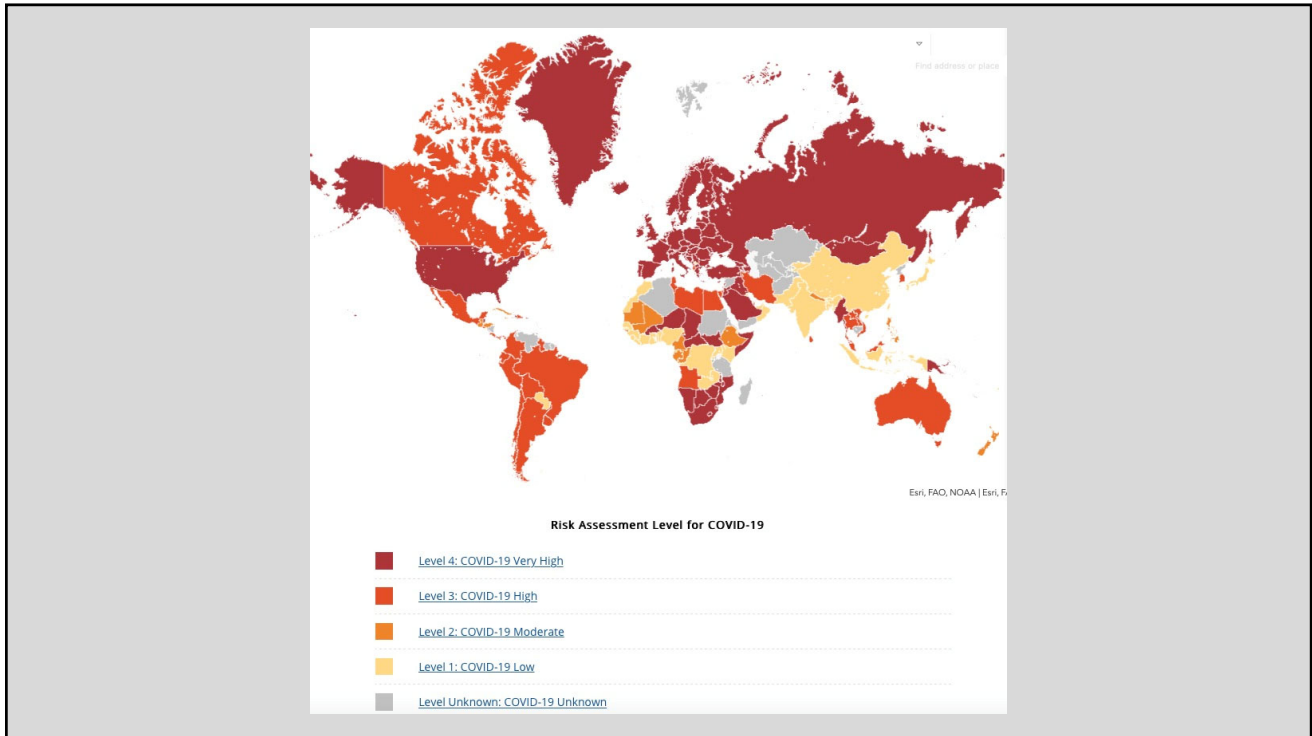 Find address or place
Esri, FAO, NOAA | Esri, F
Risk Assessment Level for COVID-19
Level 4: COVID-19 Very High
Level 3: COVID-19 High
Level 2: COVID-19 Moderate
Level 1: COVID-19 Low
Level Unknown: COVID-19 Unknown